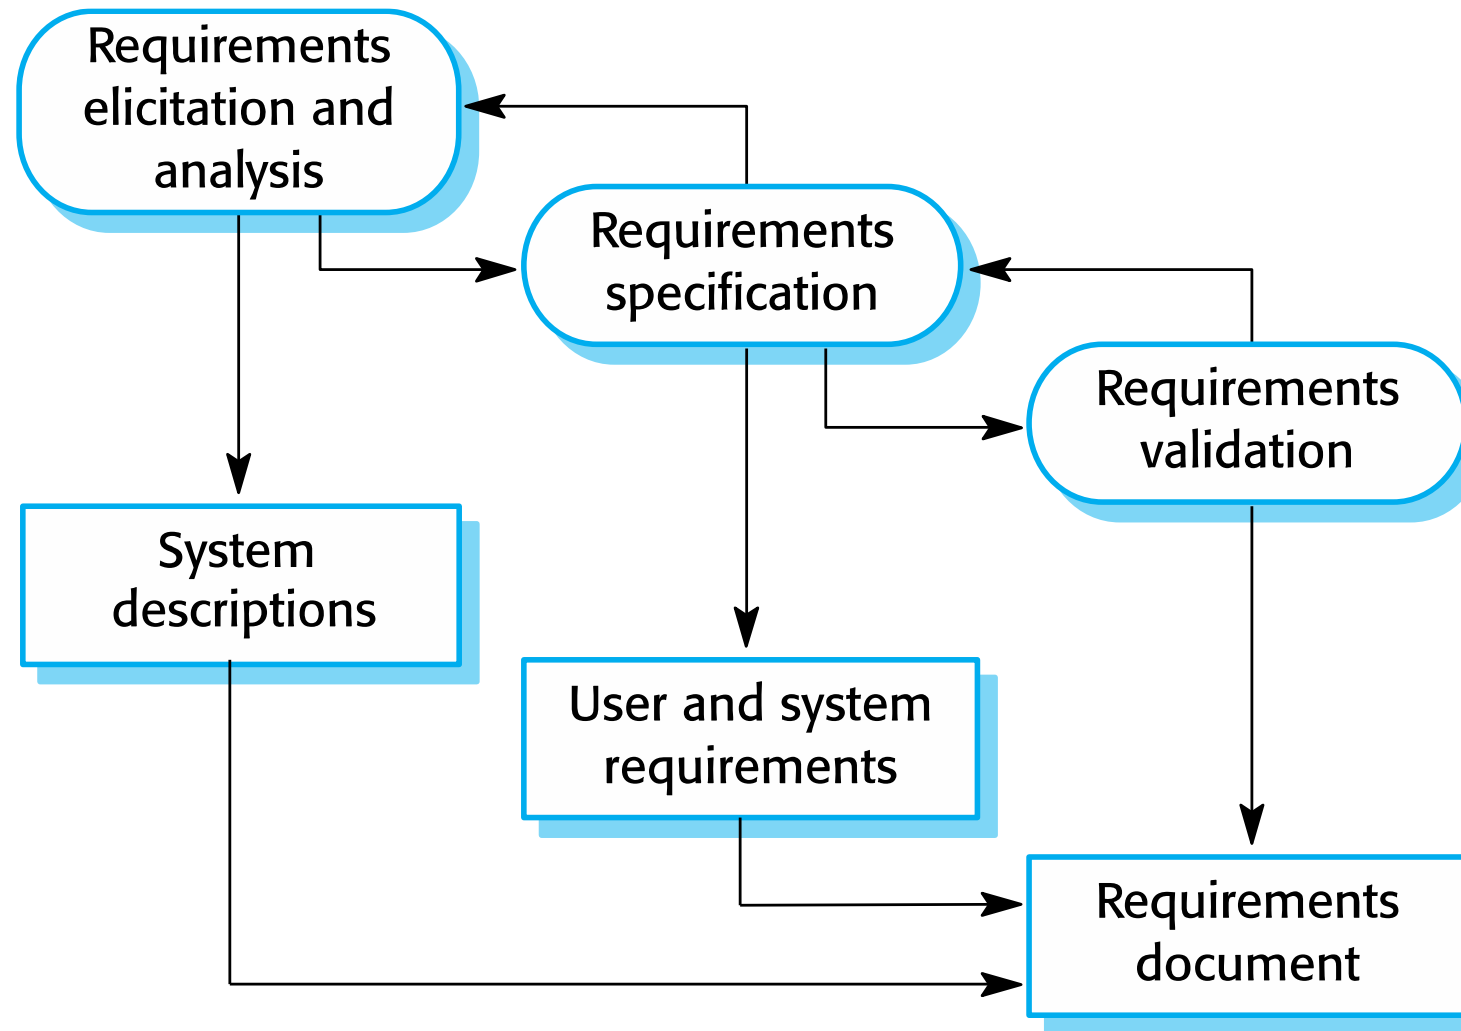 Requirements
elicitation and
analysis
Requirements
specification
Requirements
validation
System
descriptions
User and system
requirements
Requirements
document